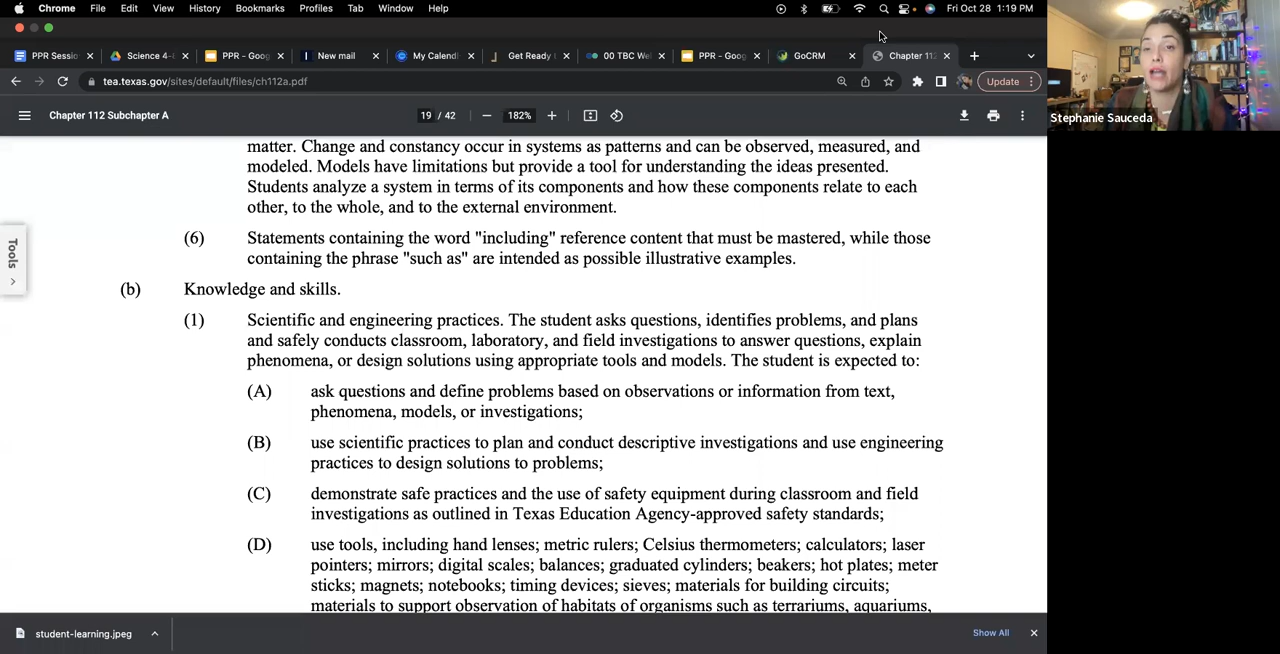 Chrome File Edit View History Bookmarks Profiles Tab Window Help Fri Oct 28 1:19 PM
PPR Sessio Science 4- PPR - Goog New mail My Calend Get Ready 00 TBC We PPR - Goog GoCRM Chapter 112
tea.texas.gov/sites/default/files/ch112a.pdf Update
Chapter 112 Subchapter A 19 / 42 182%
Stephanie Sauceda
Tools
matter. Change and constancy occur in systems as patterns and can be observed, measured, and
modeled. Models have limitations but provide a tool for understanding the ideas presented.
Students analyze a system in terms of its components and how these components relate to each
other, to the whole, and to the external environment.
(6) Statements containing the word "including" reference content that must be mastered, while those
containing the phrase "such as" are intended as possible illustrative examples.
(b) Knowledge and skills.
(1) Scientific and engineering practices. The student asks questions, identifies problems, and plans
and safely conducts classroom, laboratory, and field investigations to answer questions, explain
phenomena, or design solutions using appropriate tools and models. The student is expected to:
(A) ask questions and define problems based on observations or information from text,
phenomena, models, or investigations;
(B) use scientific practices to plan and conduct descriptive investigations and use engineering
practices to design solutions to problems;
(C) demonstrate safe practices and the use of safety equipment during classroom and field
investigations as outlined in Texas Education Agency-approved safety standards;
(D) use tools, including hand lenses; metric rulers; Celsius thermometers; calculators; laser
pointers; mirrors; digital scales; balances; graduated cylinders; beakers; hot plates; meter
sticks; magnets; notebooks; timing devices; sieves; materials for building circuits;
materials to support observation of habitats of organisms such as terrariums, aquariums,
student-learning.jpeg Show All